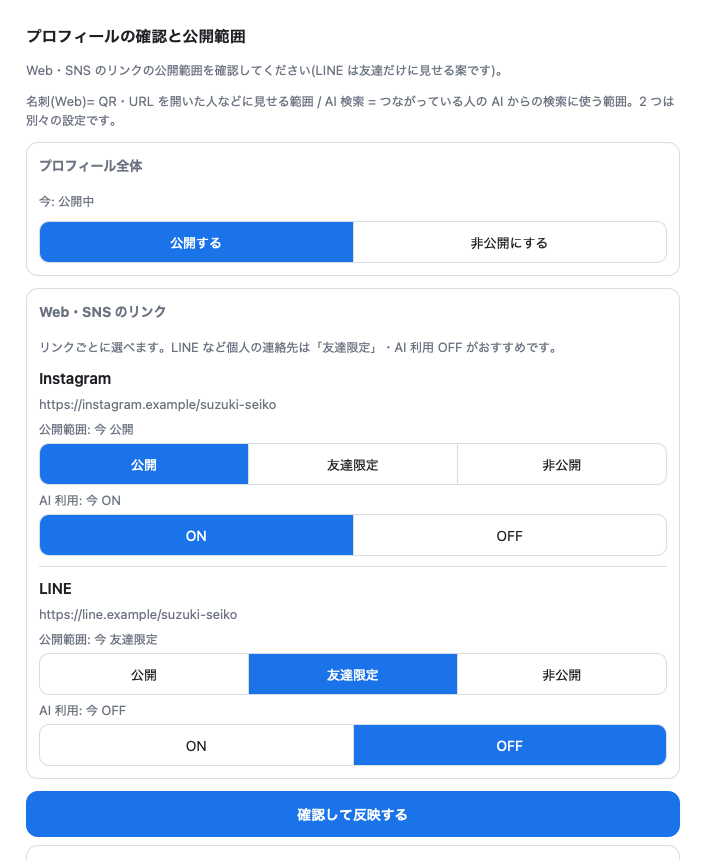 プロフィールの確認と公開範囲
Web・SNS のリンクの公開範囲を確認してください(LINE は友達だけに見せる案です)。
名刺(Web)= QR・URL を開いた人などに見せる範囲 / AI 検索 = つながっている人の AI からの検索に使う範囲。2 つは
別々の設定です。
プロフィール全体
今: 公開中
公開する
非公開にする
Web・SNS のリンク
リンクごとに選べます。LINE など個人の連絡先は「友達限定」・AI 利用 OFF がおすすめです。
Instagram
https://instagram.example/suzuki-seiko
公開範囲: 今 公開
公開
友達限定
非公開
AI 利用: 今 ON
ON
OFF
LINE
https://line.example/suzuki-seiko
公開範囲: 今 友達限定
公開
友達限定
非公開
AI 利用: 今 OFF
ON
OFF
確認して反映する